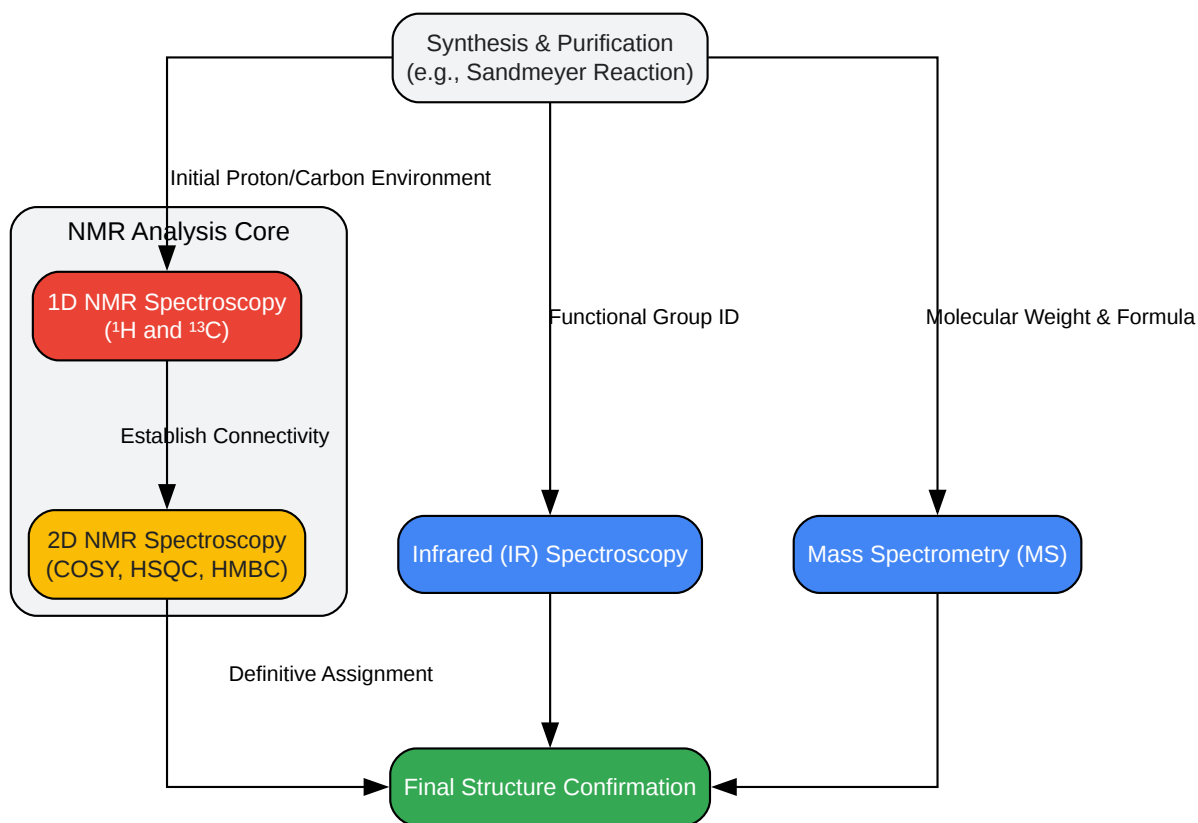 Synthesis & Purification
(e.g., Sandmeyer Reaction)
Initial Proton/Carbon Environment
NMR Analysis Core
1D NMR Spectroscopy
(¹H and ¹³C)
Functional Group ID
Molecular Weight & Formula
Establish Connectivity
2D NMR Spectroscopy
(COSY, HSQC, HMBC)
Infrared (IR) Spectroscopy
Mass Spectrometry (MS)
Definitive Assignment
Final Structure Confirmation